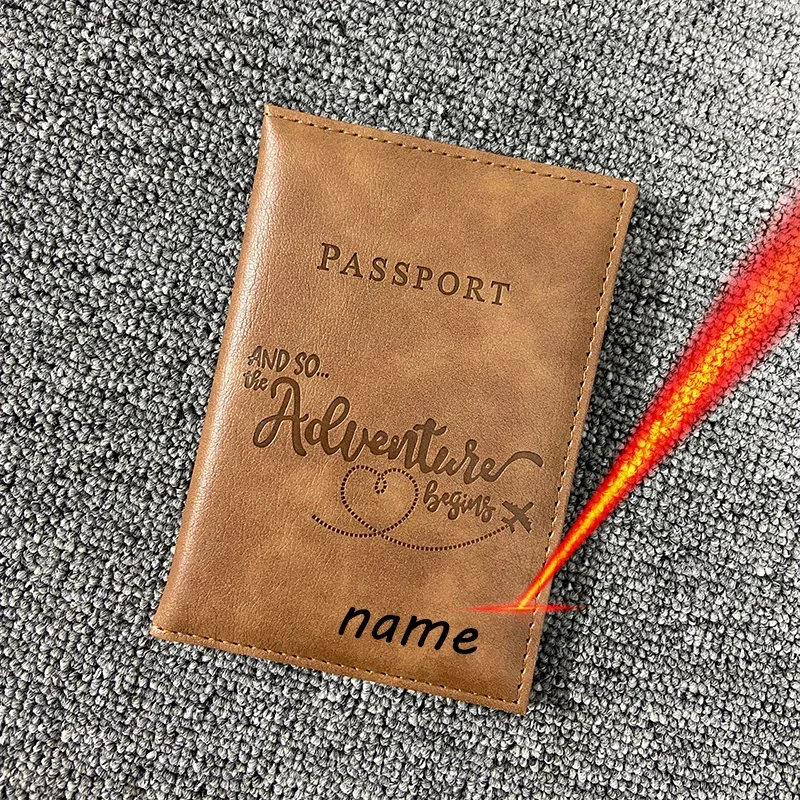 PASSPORT
AND SO...
the
Adventure
begins
name